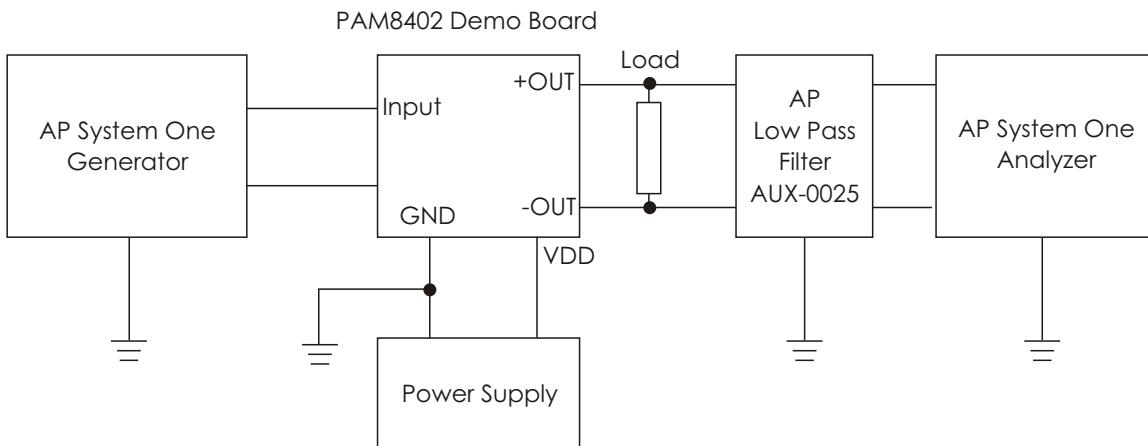 PAM8402 Demo Board
AP System One
Generator
Input
GND
+OUT
-OUT
VDD
Load
AP
Low Pass
Filter
AUX-0025
AP System One
Analyzer
Power Supply